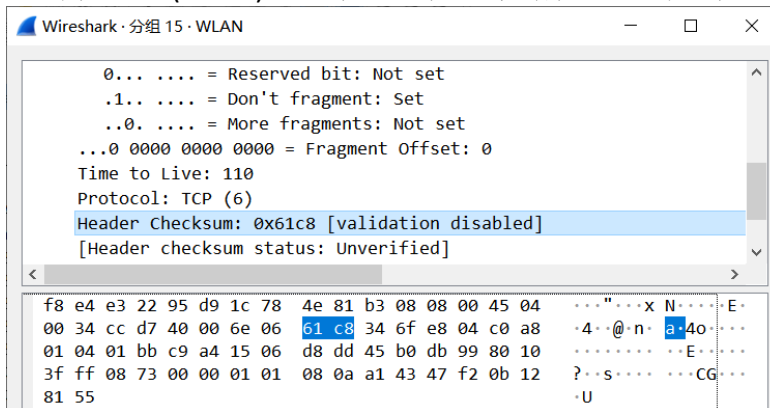 Wireshark · 分组 15 · WLAN
0... .... = Reserved bit: Not set
.1.. .... = Don't fragment: Set
..0. .... = More fragments: Not set
...0 0000 0000 0000 = Fragment Offset: 0
Time to Live: 110
Protocol: TCP (6)
Header Checksum: 0x61c8 [validation disabled]
[Header checksum status: Unverified]
f8 e4 e3 22 95 d9 1c 78 4e 81 b3 08 08 00 45 04 ···"···x N·····E·
00 34 cc d7 40 00 6e 06 61 c8 34 6f e8 04 c0 a8 ·4··@·n· a·4o····
01 04 01 bb c9 a4 15 06 d8 dd 45 b0 db 99 80 10 ········ ··E·····
3f ff 08 73 00 00 01 01 08 0a a1 43 47 f2 0b 12 ?··s···· ···CG···
81 55 ·U